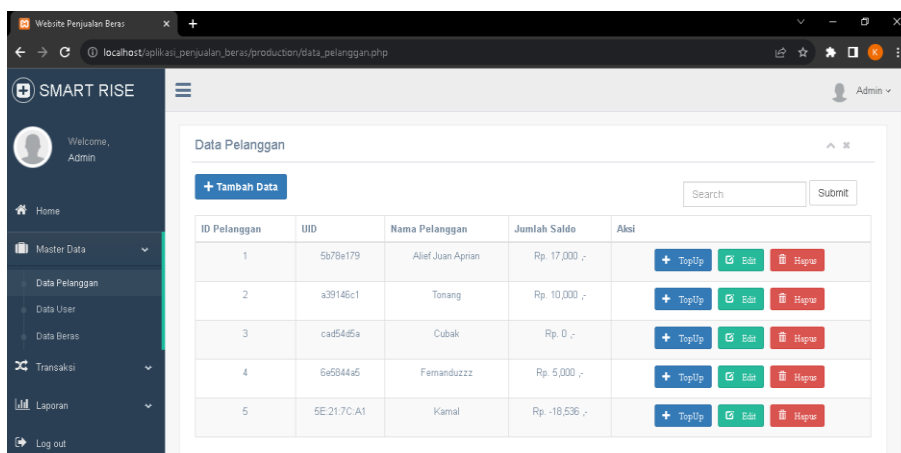 Website Penjualan Beras
localhost/aplikasi_penjualan_beras/production/data_pelanggan.php
K
SMART RISE
Admin
Welcome,
Admin
Home
Master Data
Data Pelanggan
Data User
Data Beras
Transaksi
Laporan
Log out
Data Pelanggan
+ Tambah Data
Search Submit
ID Pelanggan UID Nama Pelanggan Jumlah Saldo Aksi
1 5b78e179 Alief Juan Aprian Rp. 17,000 ,- TopUp Edit Hapus
2 a39146c1 Tonang Rp. 10,000 ,- TopUp Edit Hapus
3 cad54d5a Cubak Rp. 0 ,- TopUp Edit Hapus
4 6e5844a5 Fernanduzzz Rp. 5,000 ,- TopUp Edit Hapus
5 5E:21:7C:A1 Kamal Rp. -18,536 ,- TopUp Edit Hapus